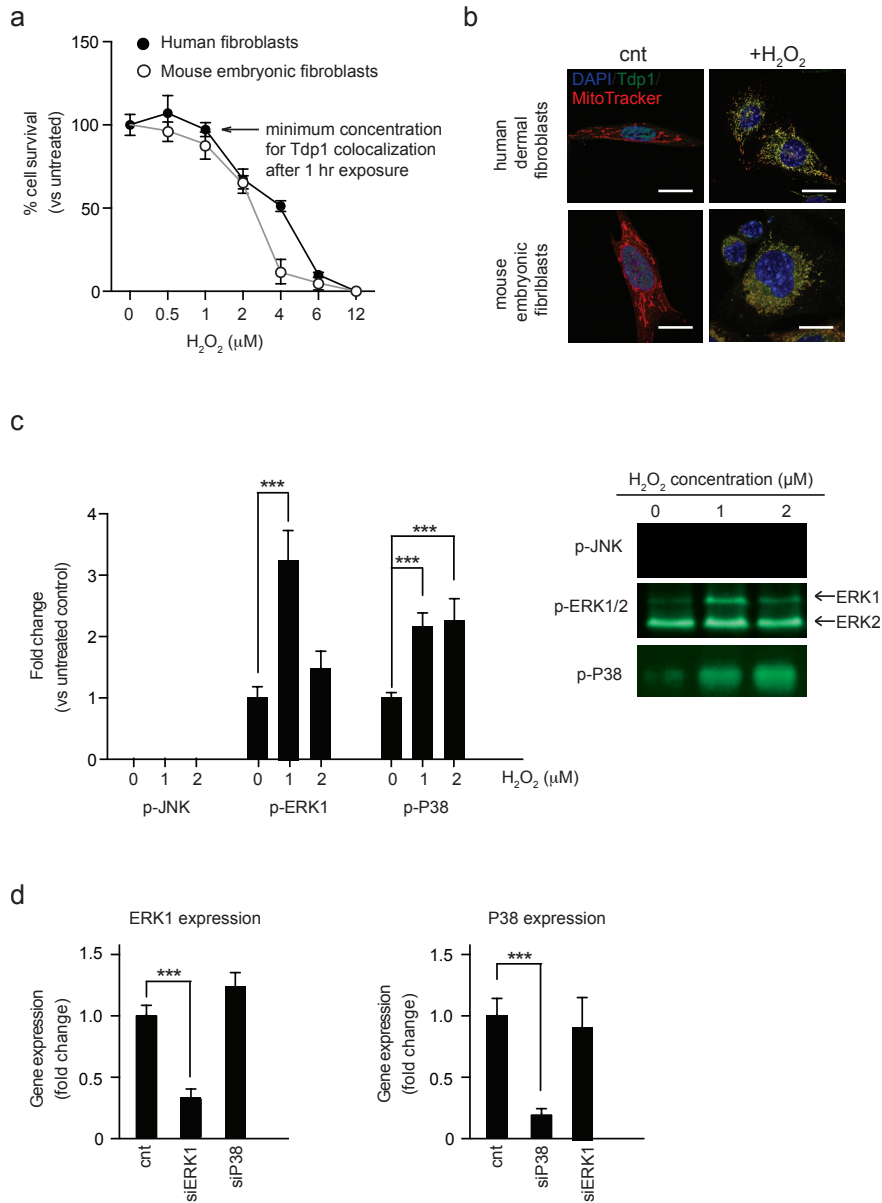 a
Human fibroblasts
Mouse embryonic fibroblasts
150
100
50
0
% cell survival
(vs untreated)
minimum concentration
for Tdp1 colocalization
after 1 hr exposure
0 0.5 1 2 4 6 12
H₂O₂ (μM)
b
cnt
+H₂O₂
DAPI/Tdp1/
MitoTracker
human
dermal
fibroblasts
mouse
embryonic
fibriblasts
c
4
3
2
1
0
Fold change
(vs untreated control)
***
***
***
0 1 2 0 1 2 0 1 2 H₂O₂ (μM)
p-JNK p-ERK1 p-P38
H₂O₂ concentration (μM)
0 1 2
p-JNK
p-ERK1/2
ERK1
ERK2
p-P38
d
ERK1 expression
1.5
1.0
0.5
0
Gene expression
(fold change)
***
cnt
siERK1
siP38
P38 expression
1.5
1.0
0.5
0
Gene expression
(fold change)
***
cnt
siP38
siERK1